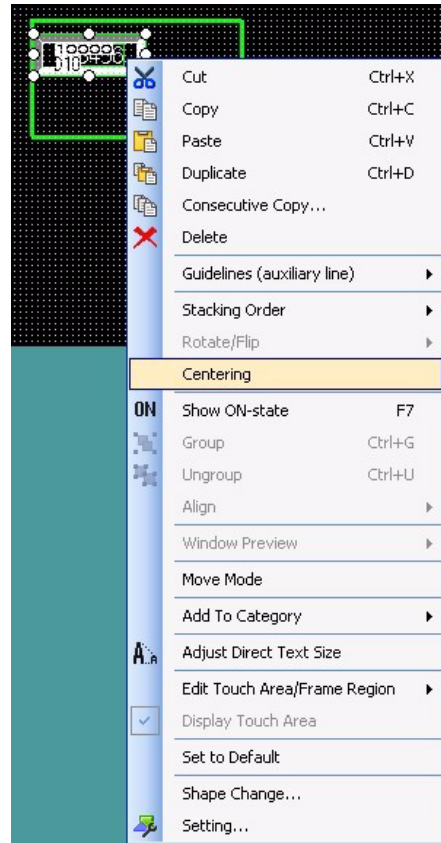 Cut Ctrl+X
Copy Ctrl+C
Paste Ctrl+V
Duplicate Ctrl+D
Consecutive Copy...
Delete
Guidelines (auxiliary line)
Stacking Order
Rotate/Flip
Centering
ON Show ON-state F7
Group Ctrl+G
Ungroup Ctrl+U
Align
Window Preview
Move Mode
Add To Category
A..A Adjust Direct Text Size
Edit Touch Area/Frame Region
Display Touch Area
Set to Default
Shape Change...
Setting...